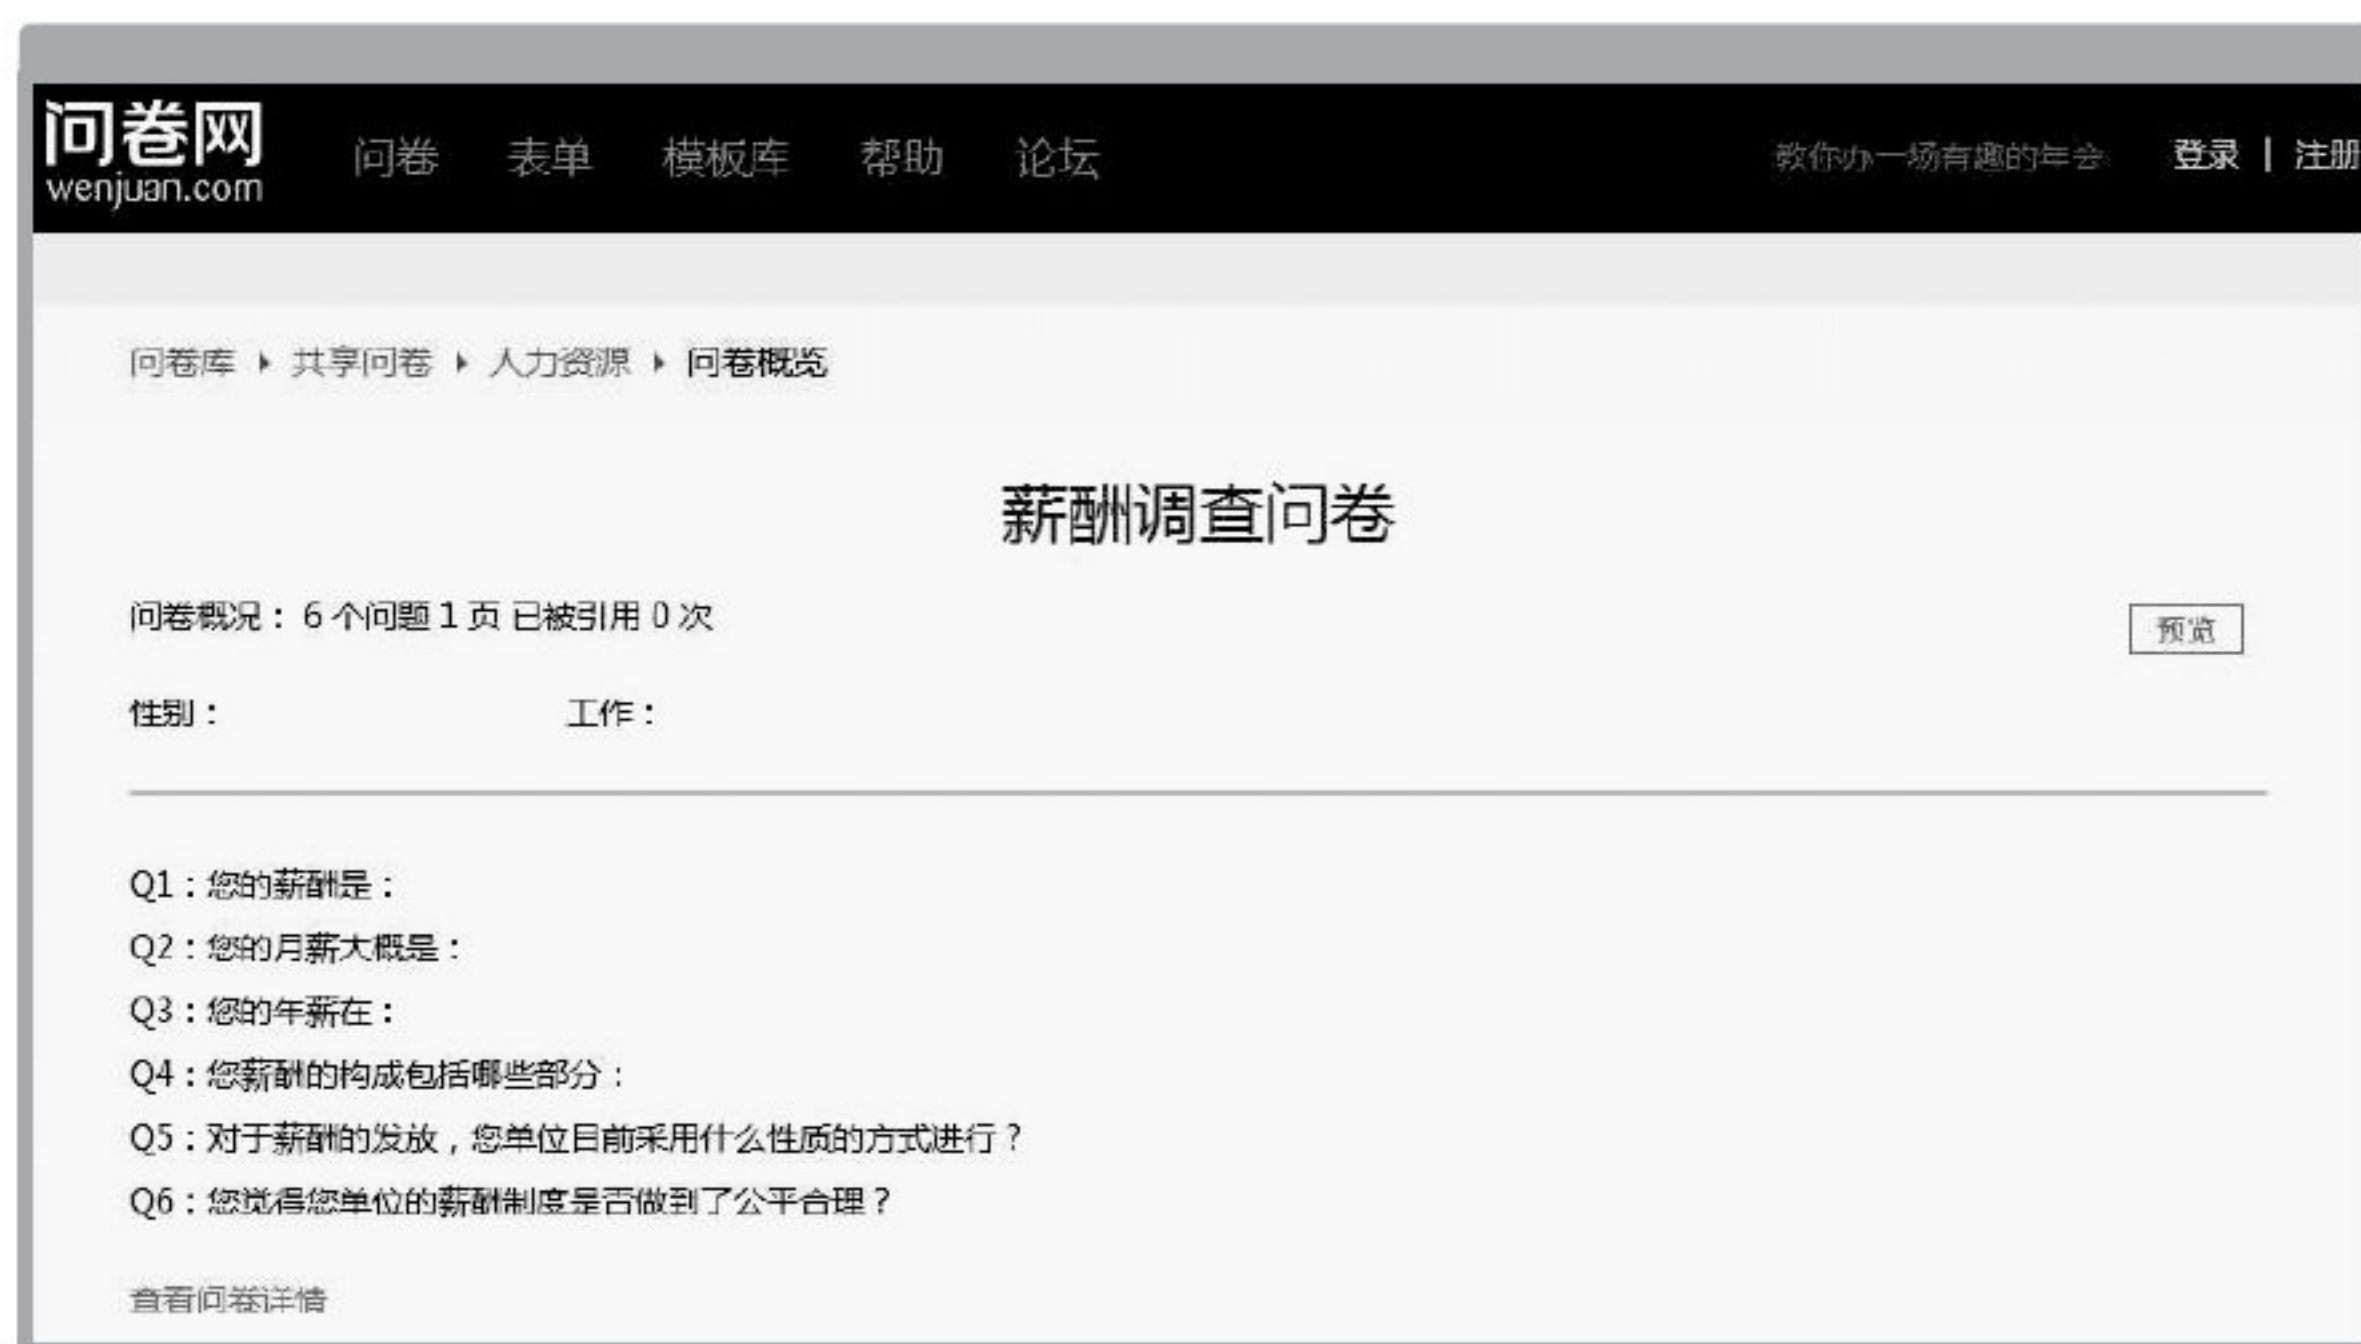 问卷网
wenjuan.com
问卷 表单 模板库 帮助 论坛 教你办一场有趣的年会 登录 | 注册
问卷库 ▸ 共享问卷 ▸ 人力资源 ▸ 问卷概览
薪酬调查问卷
问卷概况：6 个问题 1 页 已被引用 0 次
预览
性别： 工作：
Q1：您的薪酬是：
Q2：您的月薪大概是：
Q3：您的年薪在：
Q4：您薪酬的构成包括哪些部分：
Q5：对于薪酬的发放，您单位目前采用什么性质的方式进行？
Q6：您觉得您单位的薪酬制度是否做到了公平合理？
查看问卷详情